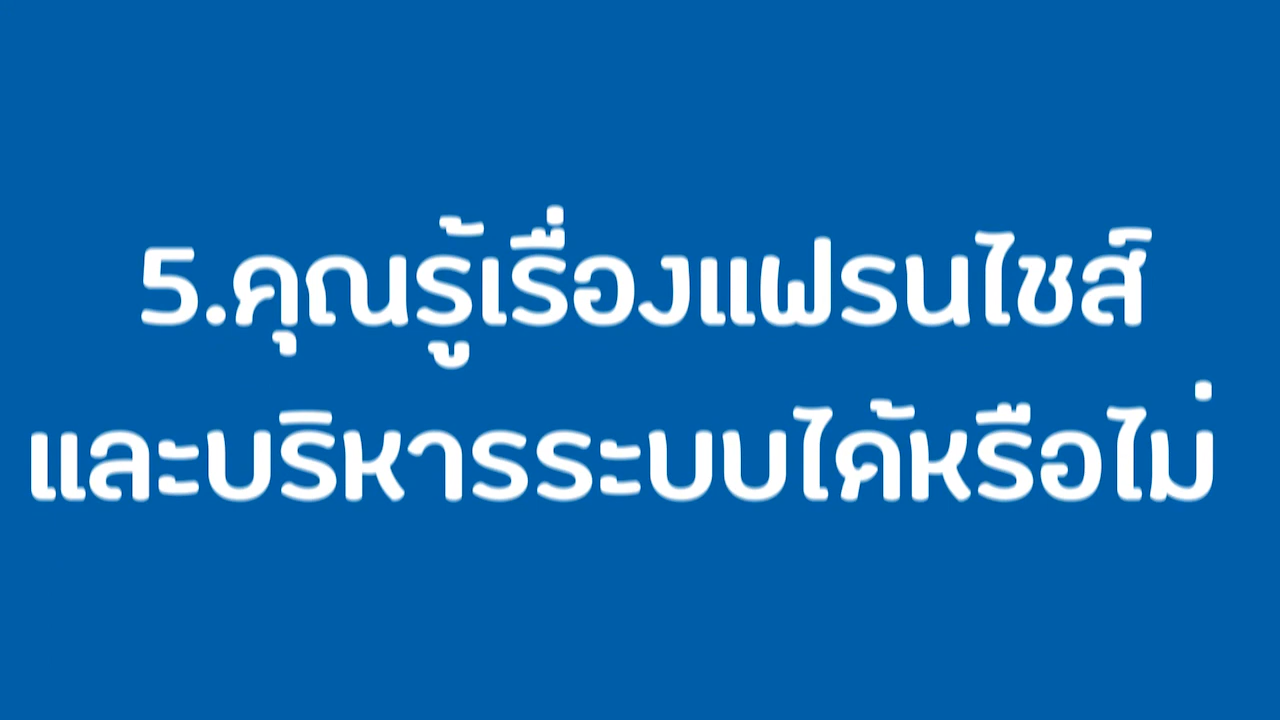 5.คุณรู้เรื่องแฟรนไชส์
และบริหารระบบได้หรือไม่